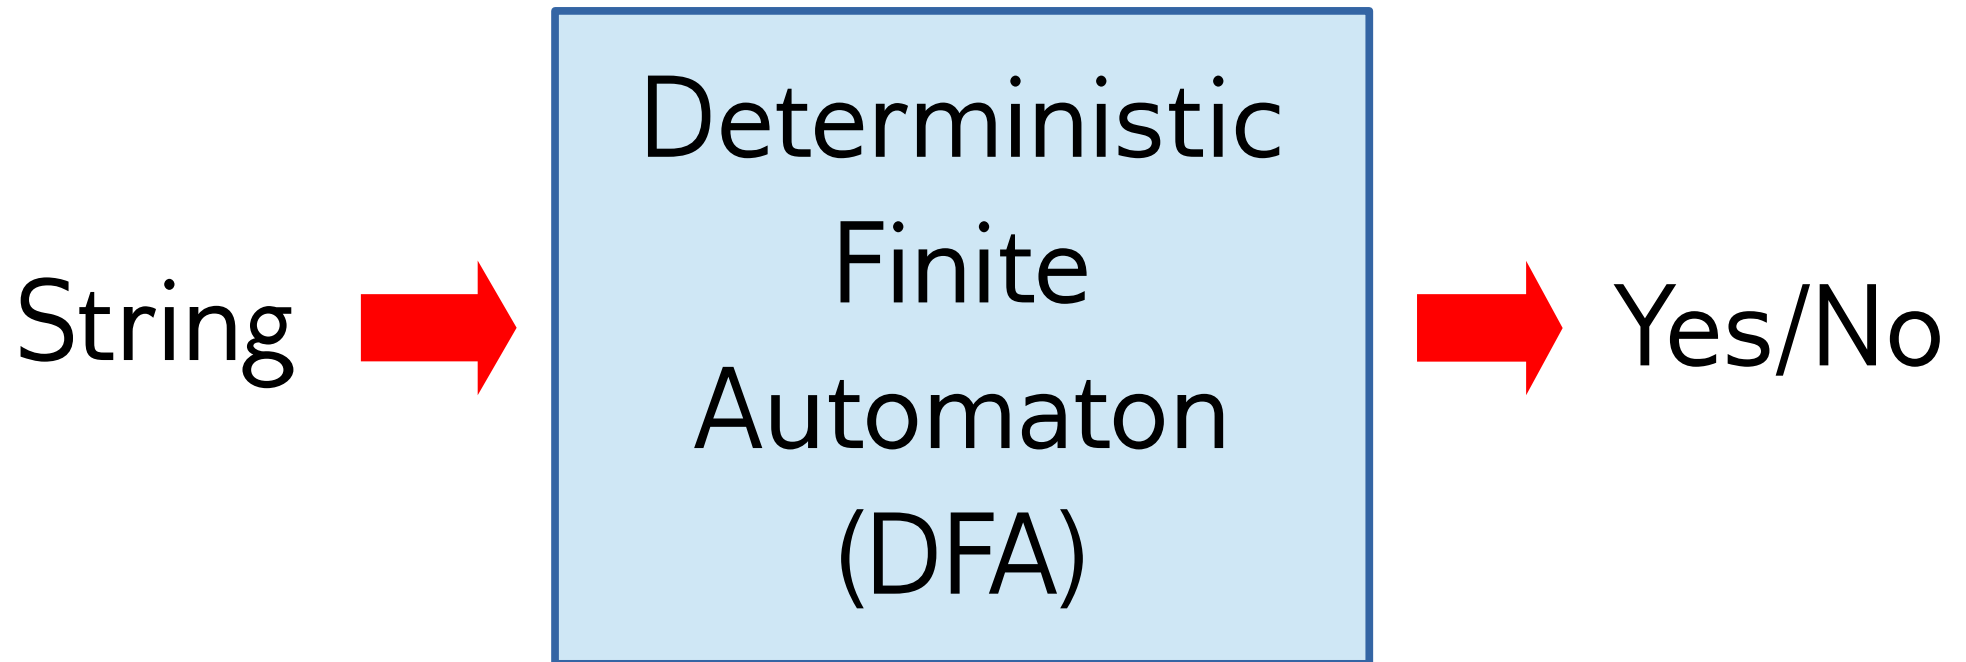 String
Deterministic
Finite
Automaton
(DFA)
Yes/No